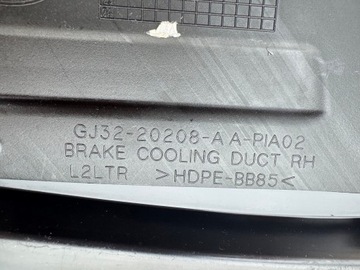 GJ32-20208-AA-PIA02
BRAKE COOLING DUCT RH
L2LTR >HDPE-BB85<